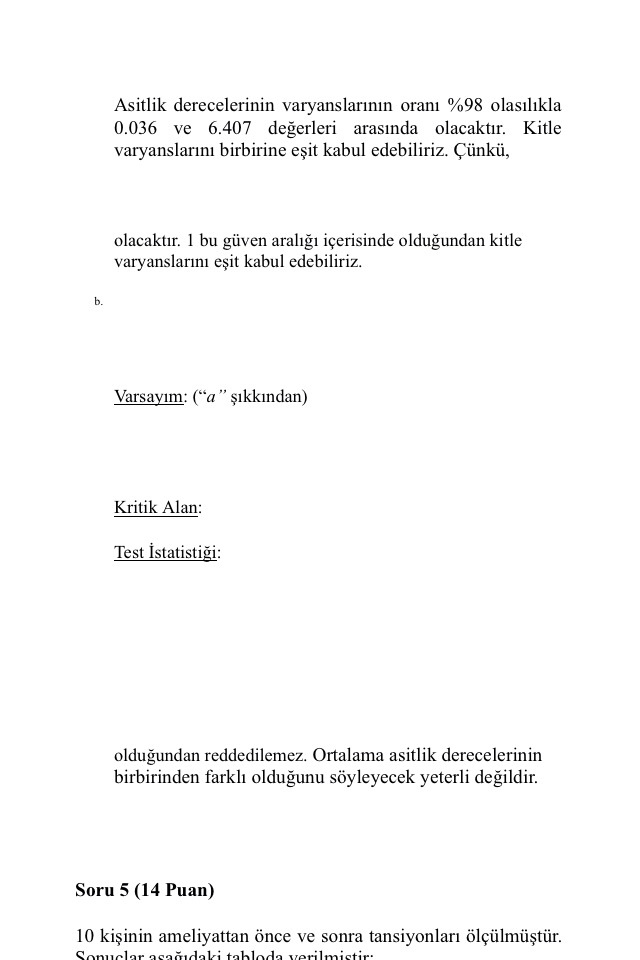 Asitlik derecelerinin varyanslarının oranı %98 olasılıkla
0.036 ve 6.407 değerleri arasında olacaktır. Kitle
varyanslarını birbirine eşit kabul edebiliriz. Çünkü,
olacaktır. 1 bu güven aralığı içerisinde olduğundan kitle
varyanslarını eşit kabul edebiliriz.
b.
Varsayım: (“a” şıkkından)
Kritik Alan:
Test İstatistiği:
olduğundan reddedilemez. Ortalama asitlik derecelerinin
birbirinden farklı olduğunu söyleyecek yeterli değildir.
Soru 5 (14 Puan)
10 kişinin ameliyattan önce ve sonra tansiyonları ölçülmüştür.
Sonuçlar aşağıdaki tabloda verilmiştir: